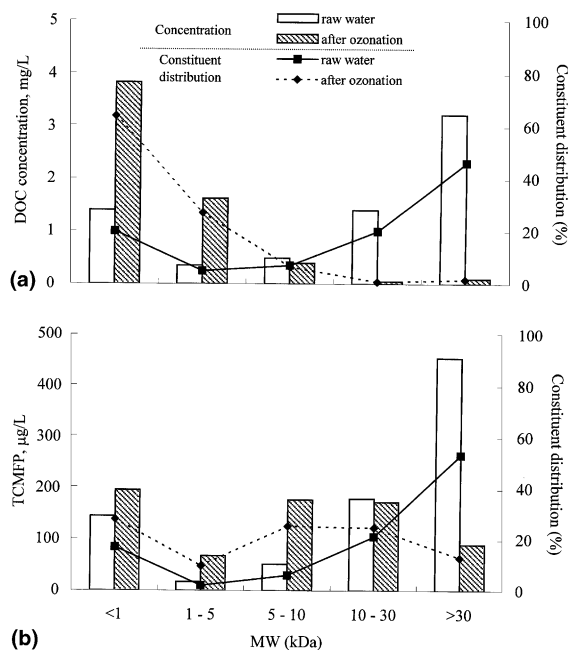 Concentration
raw water
after ozonation
Constituent
distribution
raw water
after ozonation
DOC concentration, mg/L
5
4
3
2
1
0
100
80
60
40
20
0
Constituent distribution (%)
(a)
TCMFP, µg/L
500
400
300
200
100
0
100
80
60
40
20
0
Constituent distribution (%)
<1
1 - 5
5 - 10
10 - 30
>30
MW (kDa)
(b)